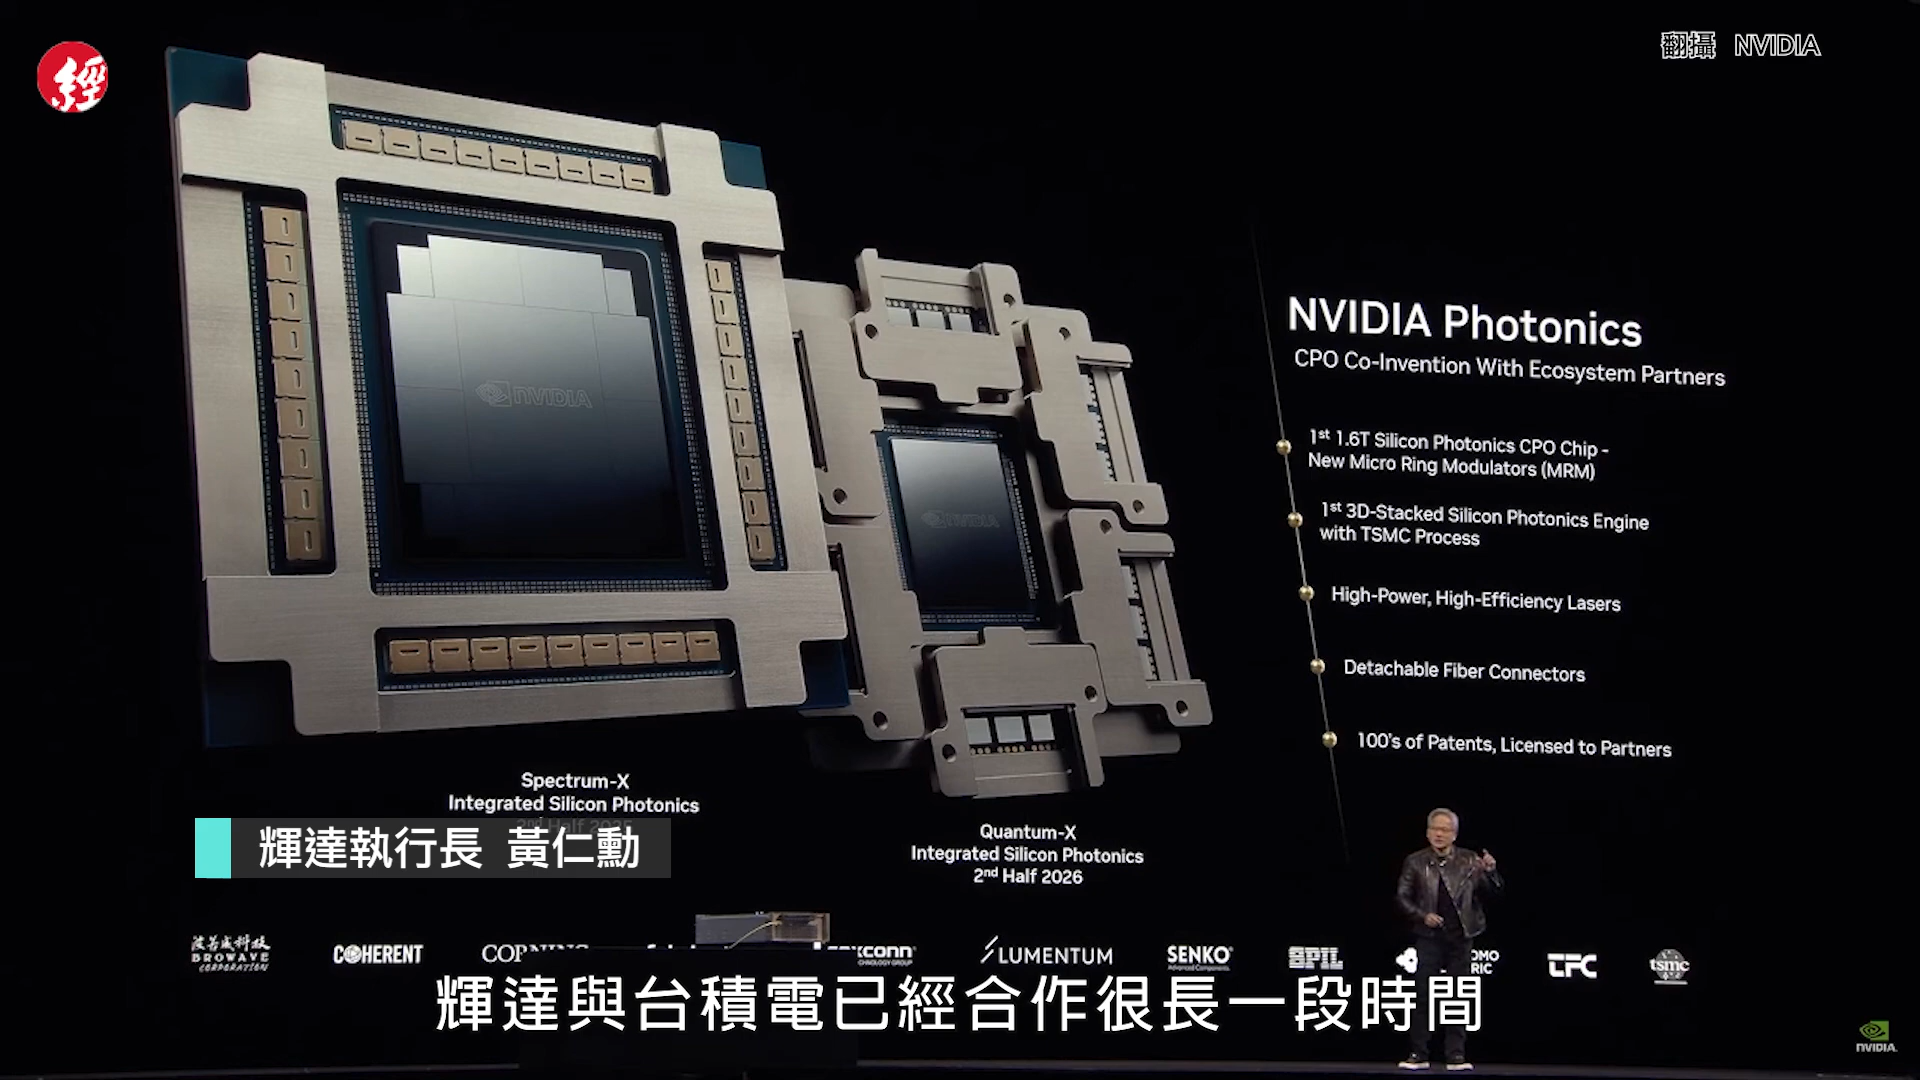 經
翻攝 NVIDIA
NVIDIA
NVIDIA
NVIDIA Photonics
CPO Co-Invention With Ecosystem Partners
1st 1.6T Silicon Photonics CPO Chip -
New Micro Ring Modulators (MRM)
1st 3D-Stacked Silicon Photonics Engine
with TSMC Process
High-Power, High-Efficiency Lasers
Detachable Fiber Connectors
100's of Patents, Licensed to Partners
Spectrum-X
Integrated Silicon Photonics
Quantum-X
Integrated Silicon Photonics
2nd Half 2026
輝達執行長 黃仁勳
波若威科技
BROWAVE
CORPORATION
COHERENT
CORNING
LUMENTUM
SENKO
Advanced Components
SPIL
TFC
tsmc
輝達與台積電已經合作很長一段時間
NVIDIA